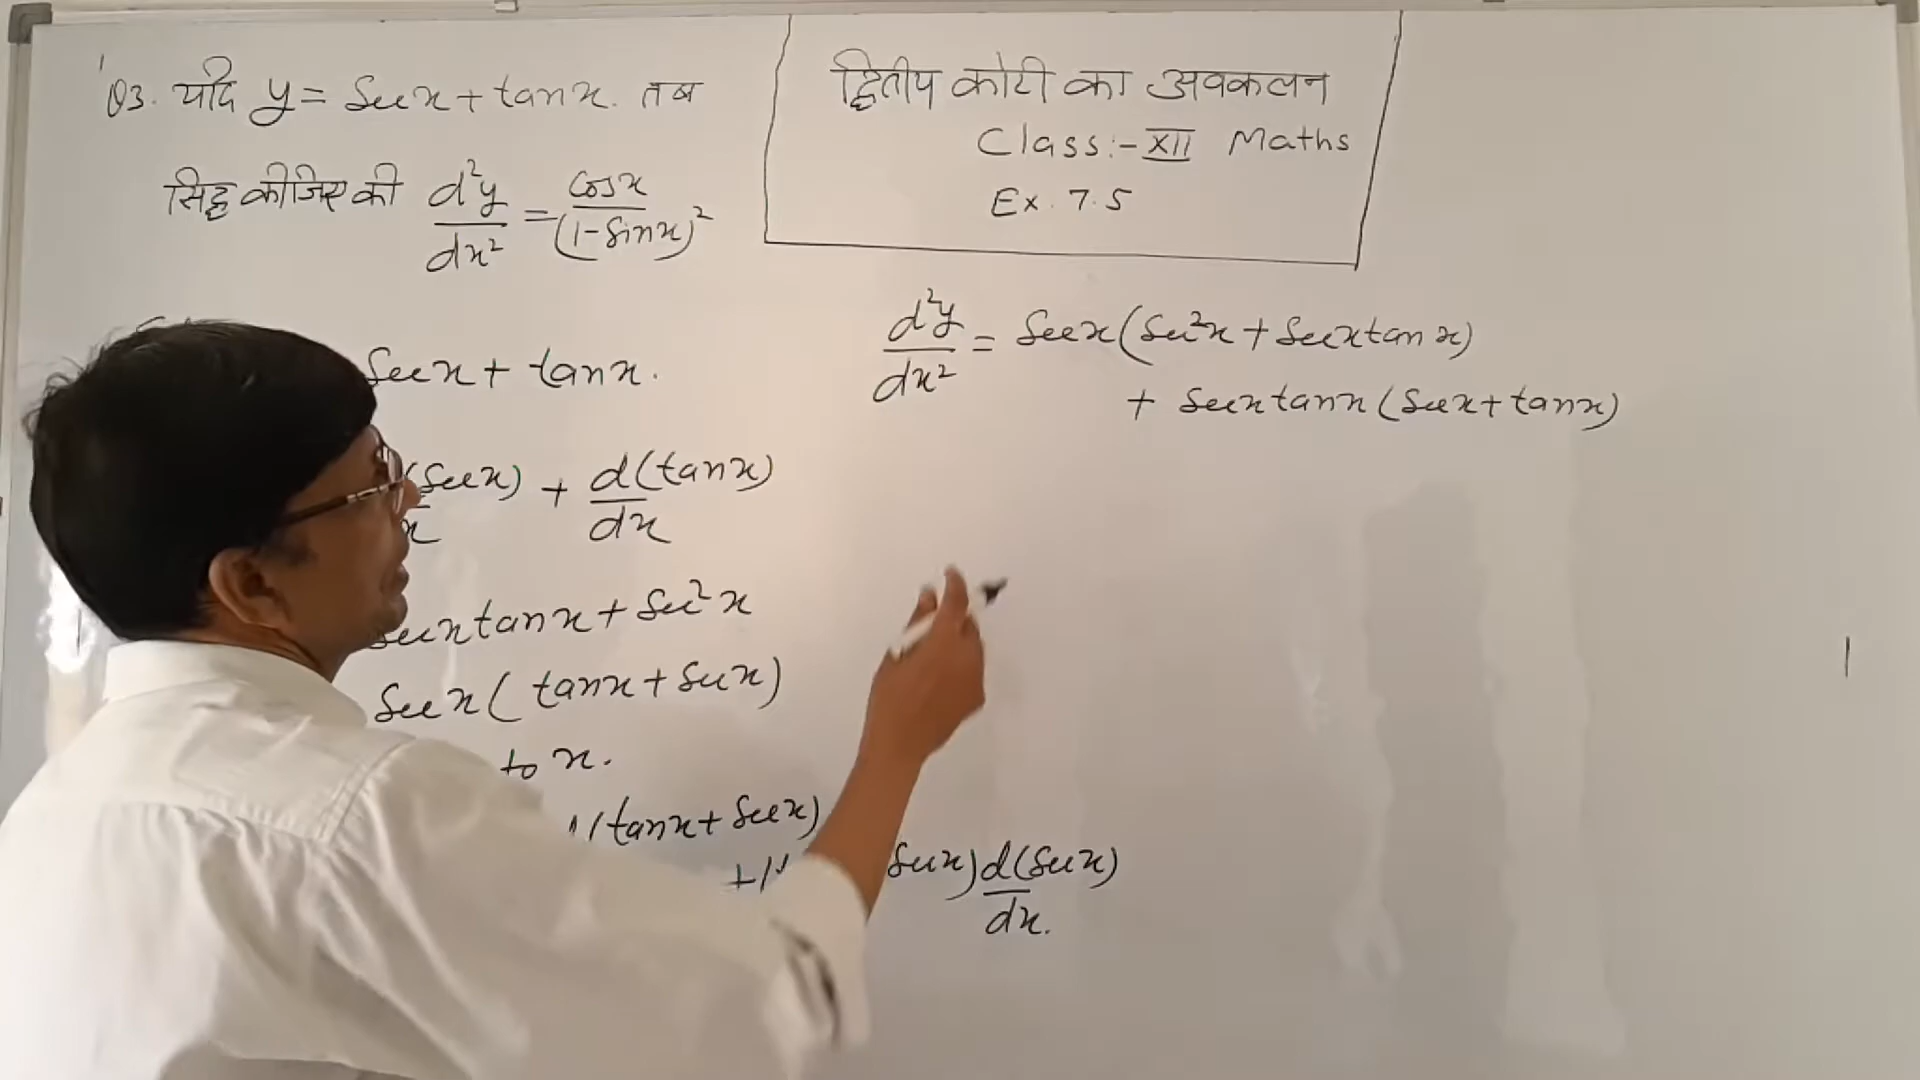 Q3. यदि y = Secx + tanx. तब
सिद्ध कीजिए की d²y/dx² = Cosx/(1-Sinx)²
द्वितीय कोटी का अवकलन
Class:- XII Maths
Ex. 7.5
Secx + tanx.
(Secx) + d(tanx)/dx
Secxtanx + Sec²x
Secx( tanx + Secx)
to x.
(tanx + Secx)
Secx) d(Secx)/dx.
d²y/dx² = Secx(Sec²x + Secxtanx)
+ Secxtanx(Secx + tanx)